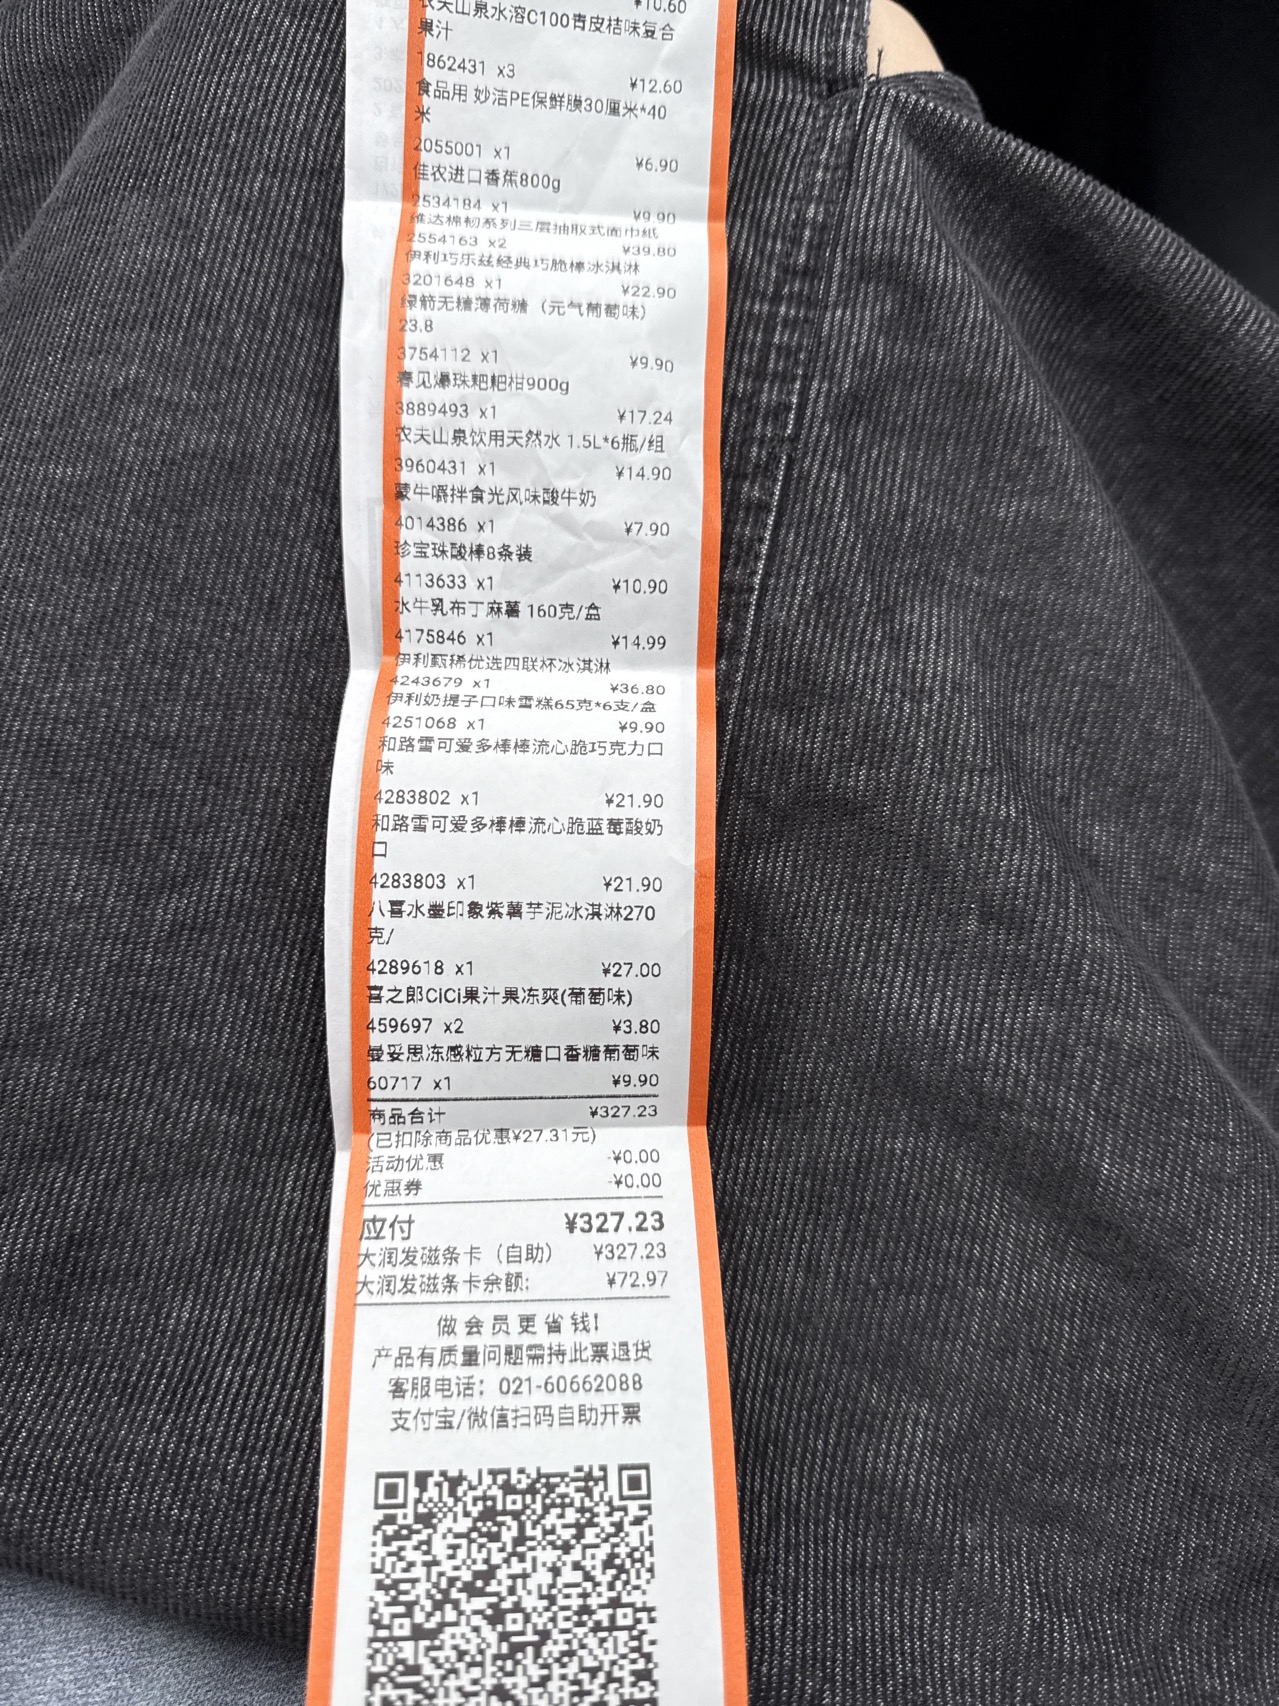 ¥10.60
农夫山泉水溶C100青皮桔味复合
果汁
1862431 x3 ¥12.60
食品用 妙洁PE保鲜膜30厘米*40
米
2055001 x1 ¥6.90
佳农进口香蕉800g
2534184 x1 ¥9.90
维达棉韧系列三层抽取式面巾纸
2554163 x2 ¥39.80
伊利巧乐兹经典巧脆棒冰淇淋
3201648 x1 ¥22.90
绿箭无糖薄荷糖（元气葡萄味）
23.8
3754112 x1 ¥9.90
春见爆珠粑粑柑900g
3889493 x1 ¥17.24
农夫山泉饮用天然水 1.5L*6瓶/组
3960431 x1 ¥14.90
蒙牛嚼拌食光风味酸牛奶
4014386 x1 ¥7.90
珍宝珠酸棒8条装
4113633 x1 ¥10.90
水牛乳布丁麻薯 160克/盒
4175846 x1 ¥14.99
伊利甄稀优选四联杯冰淇淋
4243679 x1 ¥36.80
伊利奶提子口味雪糕65克*6支/盒
4251068 x1 ¥9.90
和路雪可爱多棒棒流心脆巧克力口
味
4283802 x1 ¥21.90
和路雪可爱多棒棒流心脆蓝莓酸奶
口
4283803 x1 ¥21.90
八喜水墨印象紫薯芋泥冰淇淋270
克/
4289618 x1 ¥27.00
喜之郎CICI果汁果冻爽(葡萄味)
459697 x2 ¥3.80
曼妥思冻感粒方无糖口香糖葡萄味
60717 x1 ¥9.90
商品合计 ¥327.23
(已扣除商品优惠¥27.31元)
活动优惠 -¥0.00
优惠券 -¥0.00
应付 ¥327.23
大润发磁条卡（自助） ¥327.23
大润发磁条卡余额: ¥72.97
做会员更省钱!
产品有质量问题需持此票退货
客服电话：021-60662088
支付宝/微信扫码自助开票